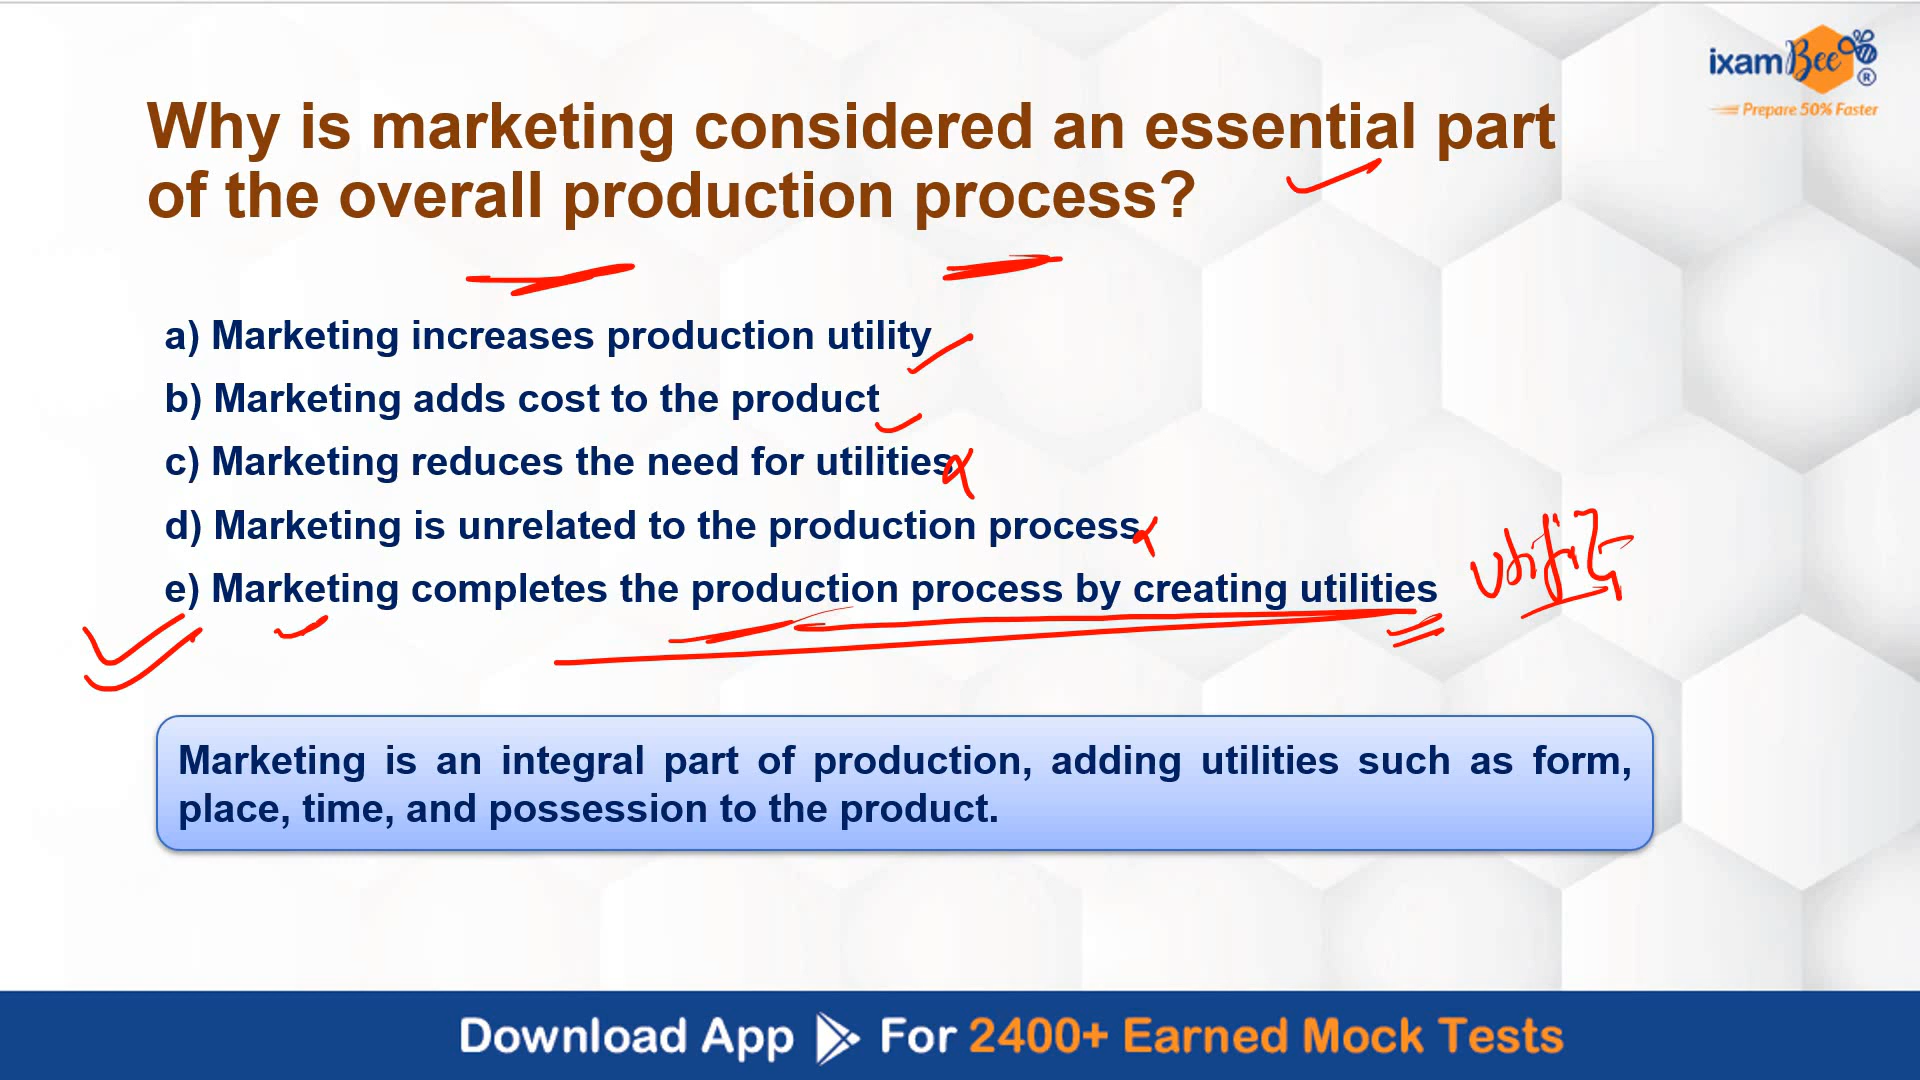 ixamBee
®
Prepare 50% Faster
Why is marketing considered an essential part
of the overall production process?
a) Marketing increases production utility
b) Marketing adds cost to the product
c) Marketing reduces the need for utilities
d) Marketing is unrelated to the production process
e) Marketing completes the production process by creating utilities
Marketing is an integral part of production, adding utilities such as form,
place, time, and possession to the product.
Download App For 2400+ Earned Mock Tests